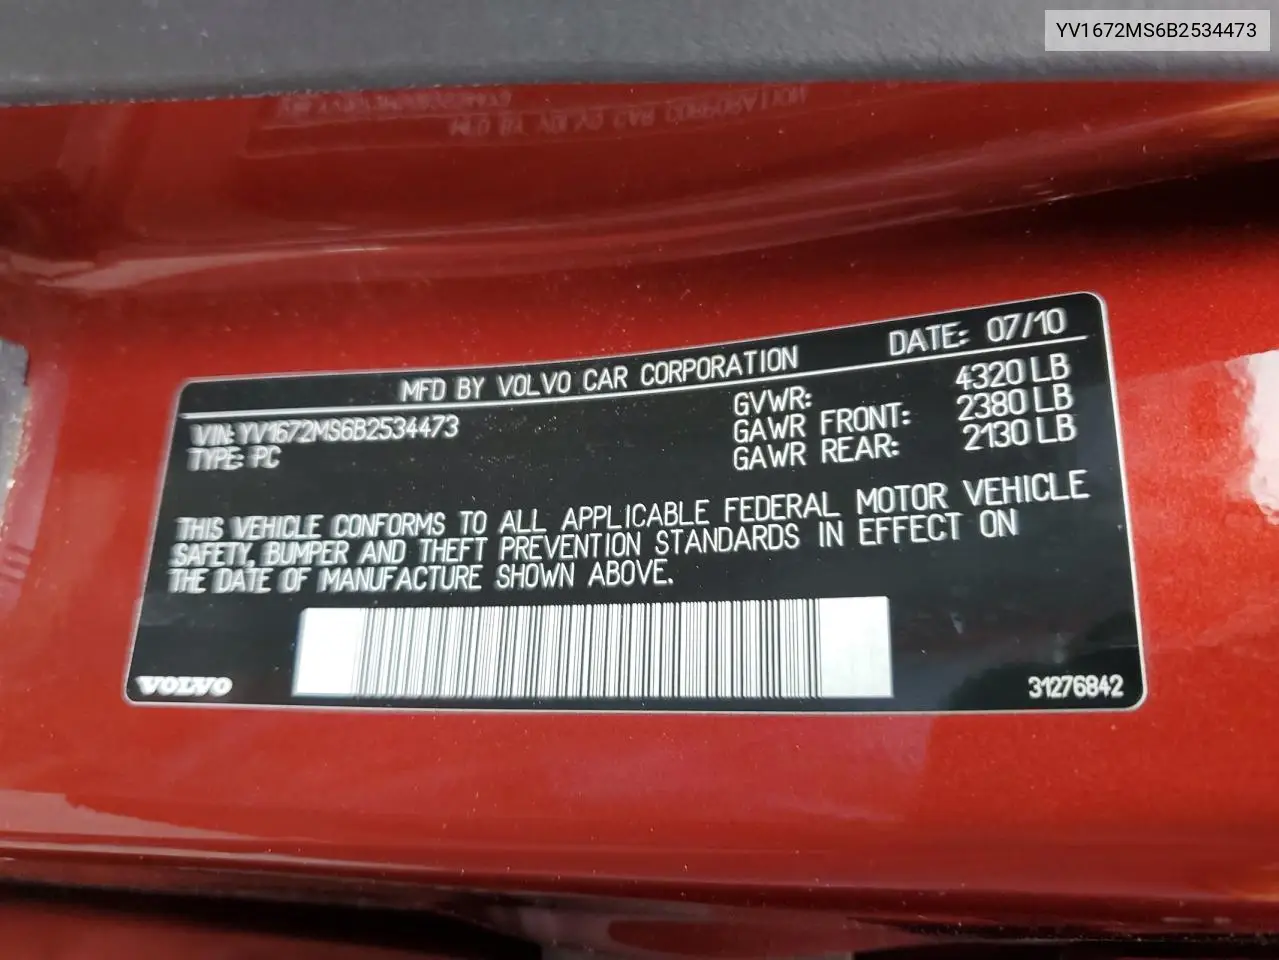 YV1672MS6B2534473
MFD BY VOLVO CAR CORPORATION DATE: 07/10
VIN: YV1672MS6B2534473
TYPE: PC
GVWR: 4320 LB
GAWR FRONT: 2380 LB
GAWR REAR: 2130 LB
THIS VEHICLE CONFORMS TO ALL APPLICABLE FEDERAL MOTOR VEHICLE
SAFETY, BUMPER AND THEFT PREVENTION STANDARDS IN EFFECT ON
THE DATE OF MANUFACTURE SHOWN ABOVE.
VOLVO
31276842